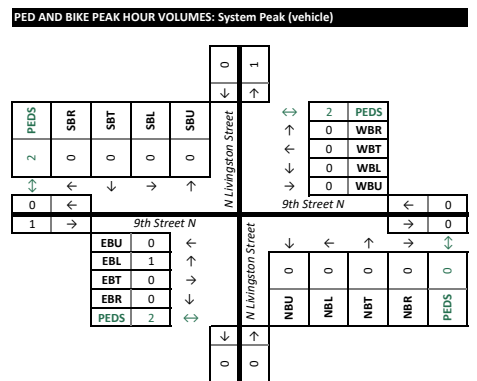 PED AND BIKE PEAK HOUR VOLUMES: System Peak (vehicle)
0 1
↓ ↑
PEDS SBR SBT SBL SBU
2 0 0 0 0
↕ ← ↓ → ↑
N Livingston Street
↔ 2 PEDS
↑ 0 WBR
← 0 WBT
↓ 0 WBL
→ 0 WBU
0 ←
9th Street N
← 0
1 →
9th Street N
→ 0
EBU 0 ←
EBL 1 ↑
EBT 0 →
EBR 0 ↓
PEDS 2 ↔
N Livingston Street
↓ ← ↑ → ↕
0 0 0 0 0
NBU NBL NBT NBR PEDS
↓ ↑
0 0